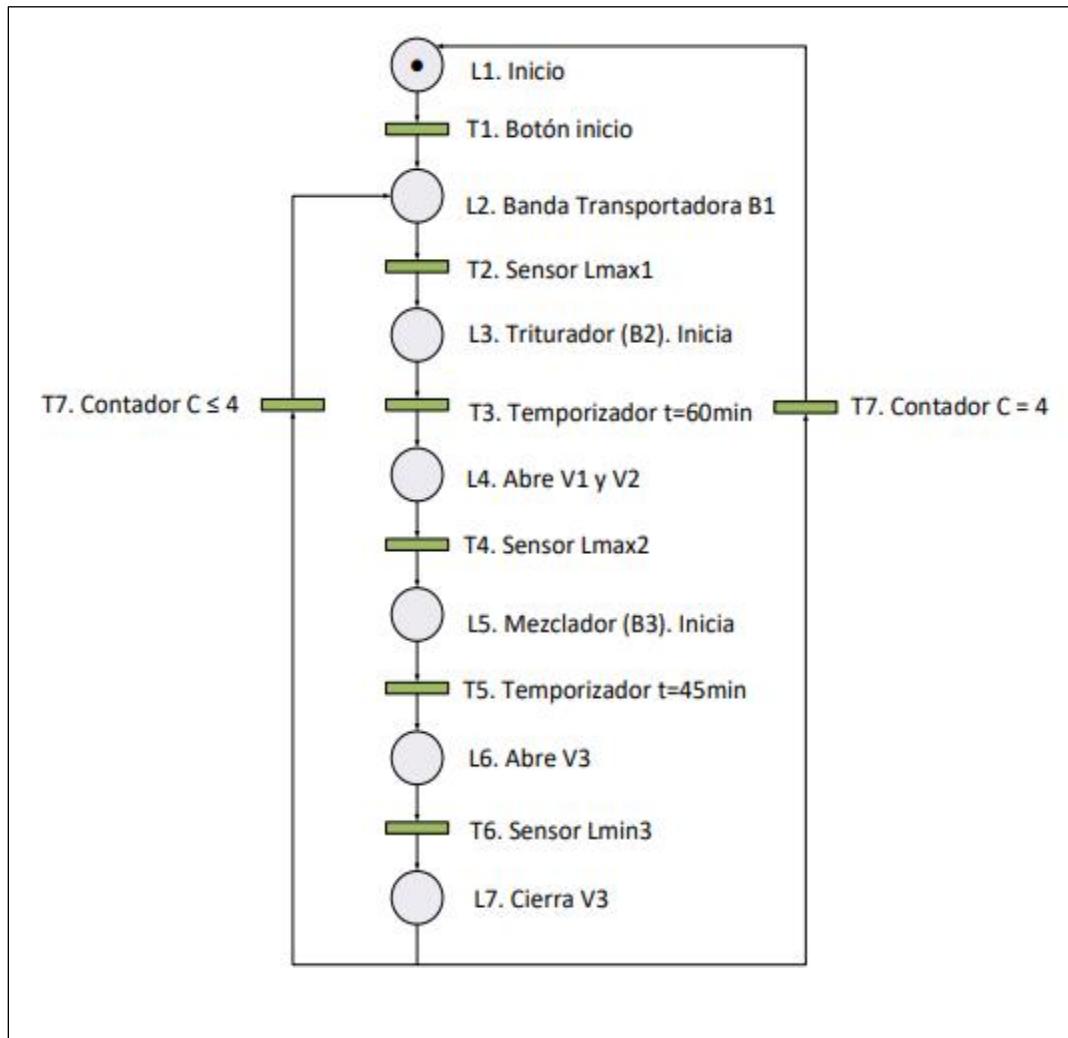 L1. Inicio
T1. Botón inicio
L2. Banda Transportadora B1
T2. Sensor Lmax1
L3. Triturador (B2). Inicia
T7. Contador C ≤ 4
T3. Temporizador t=60min
T7. Contador C = 4
L4. Abre V1 y V2
T4. Sensor Lmax2
L5. Mezclador (B3). Inicia
T5. Temporizador t=45min
L6. Abre V3
T6. Sensor Lmin3
L7. Cierra V3